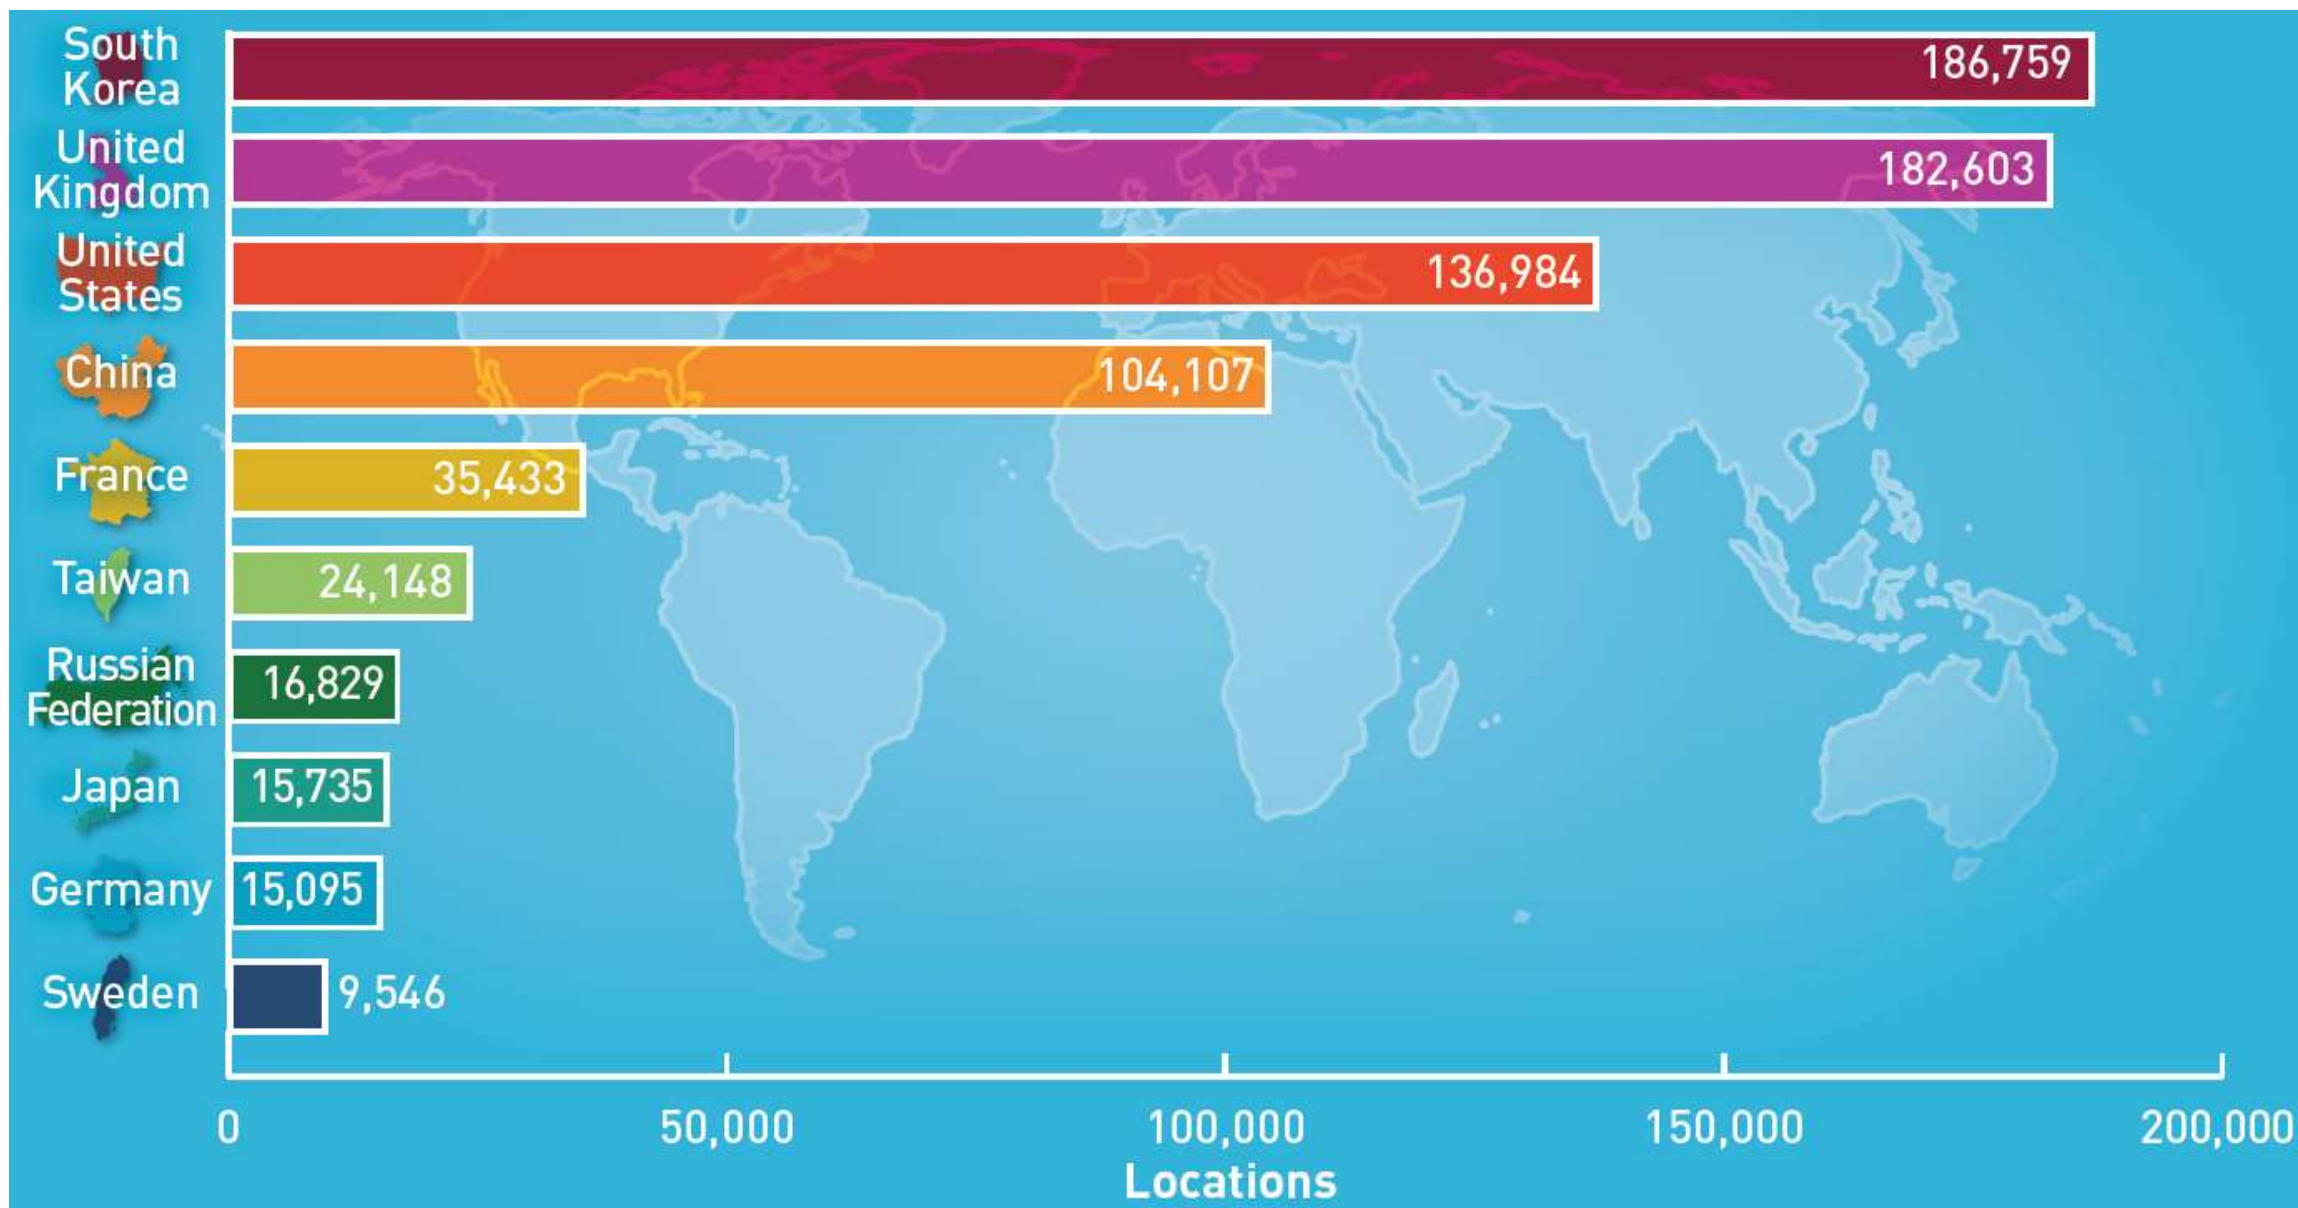 South
Korea
186,759
United
Kingdom
182,603
United
States
136,984
China
104,107
France
35,433
Taiwan
24,148
Russian
Federation
16,829
Japan
15,735
Germany
15,095
Sweden
9,546
0
50,000
100,000
150,000
200,000
Locations